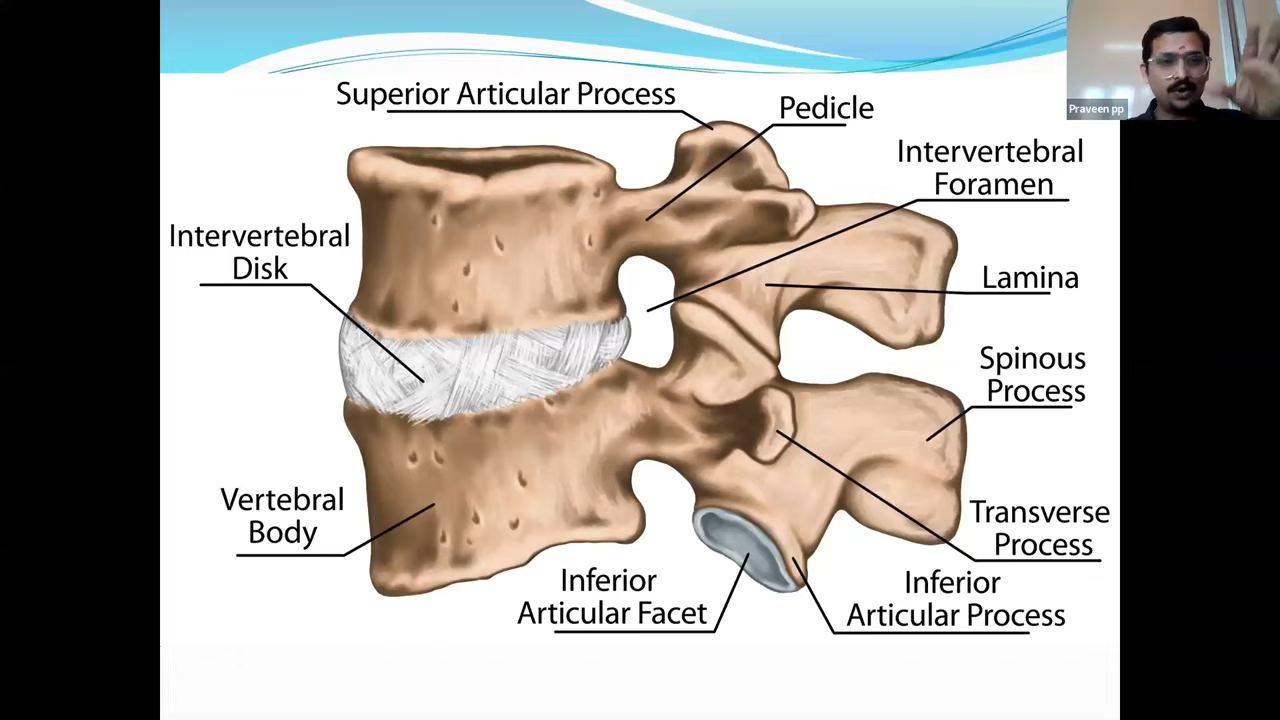 Superior Articular Process
Pedicle
Praveen pp
Intervertebral
Foramen
Intervertebral
Disk
Lamina
Spinous
Process
Vertebral
Body
Transverse
Process
Inferior
Articular Facet
Inferior
Articular Process